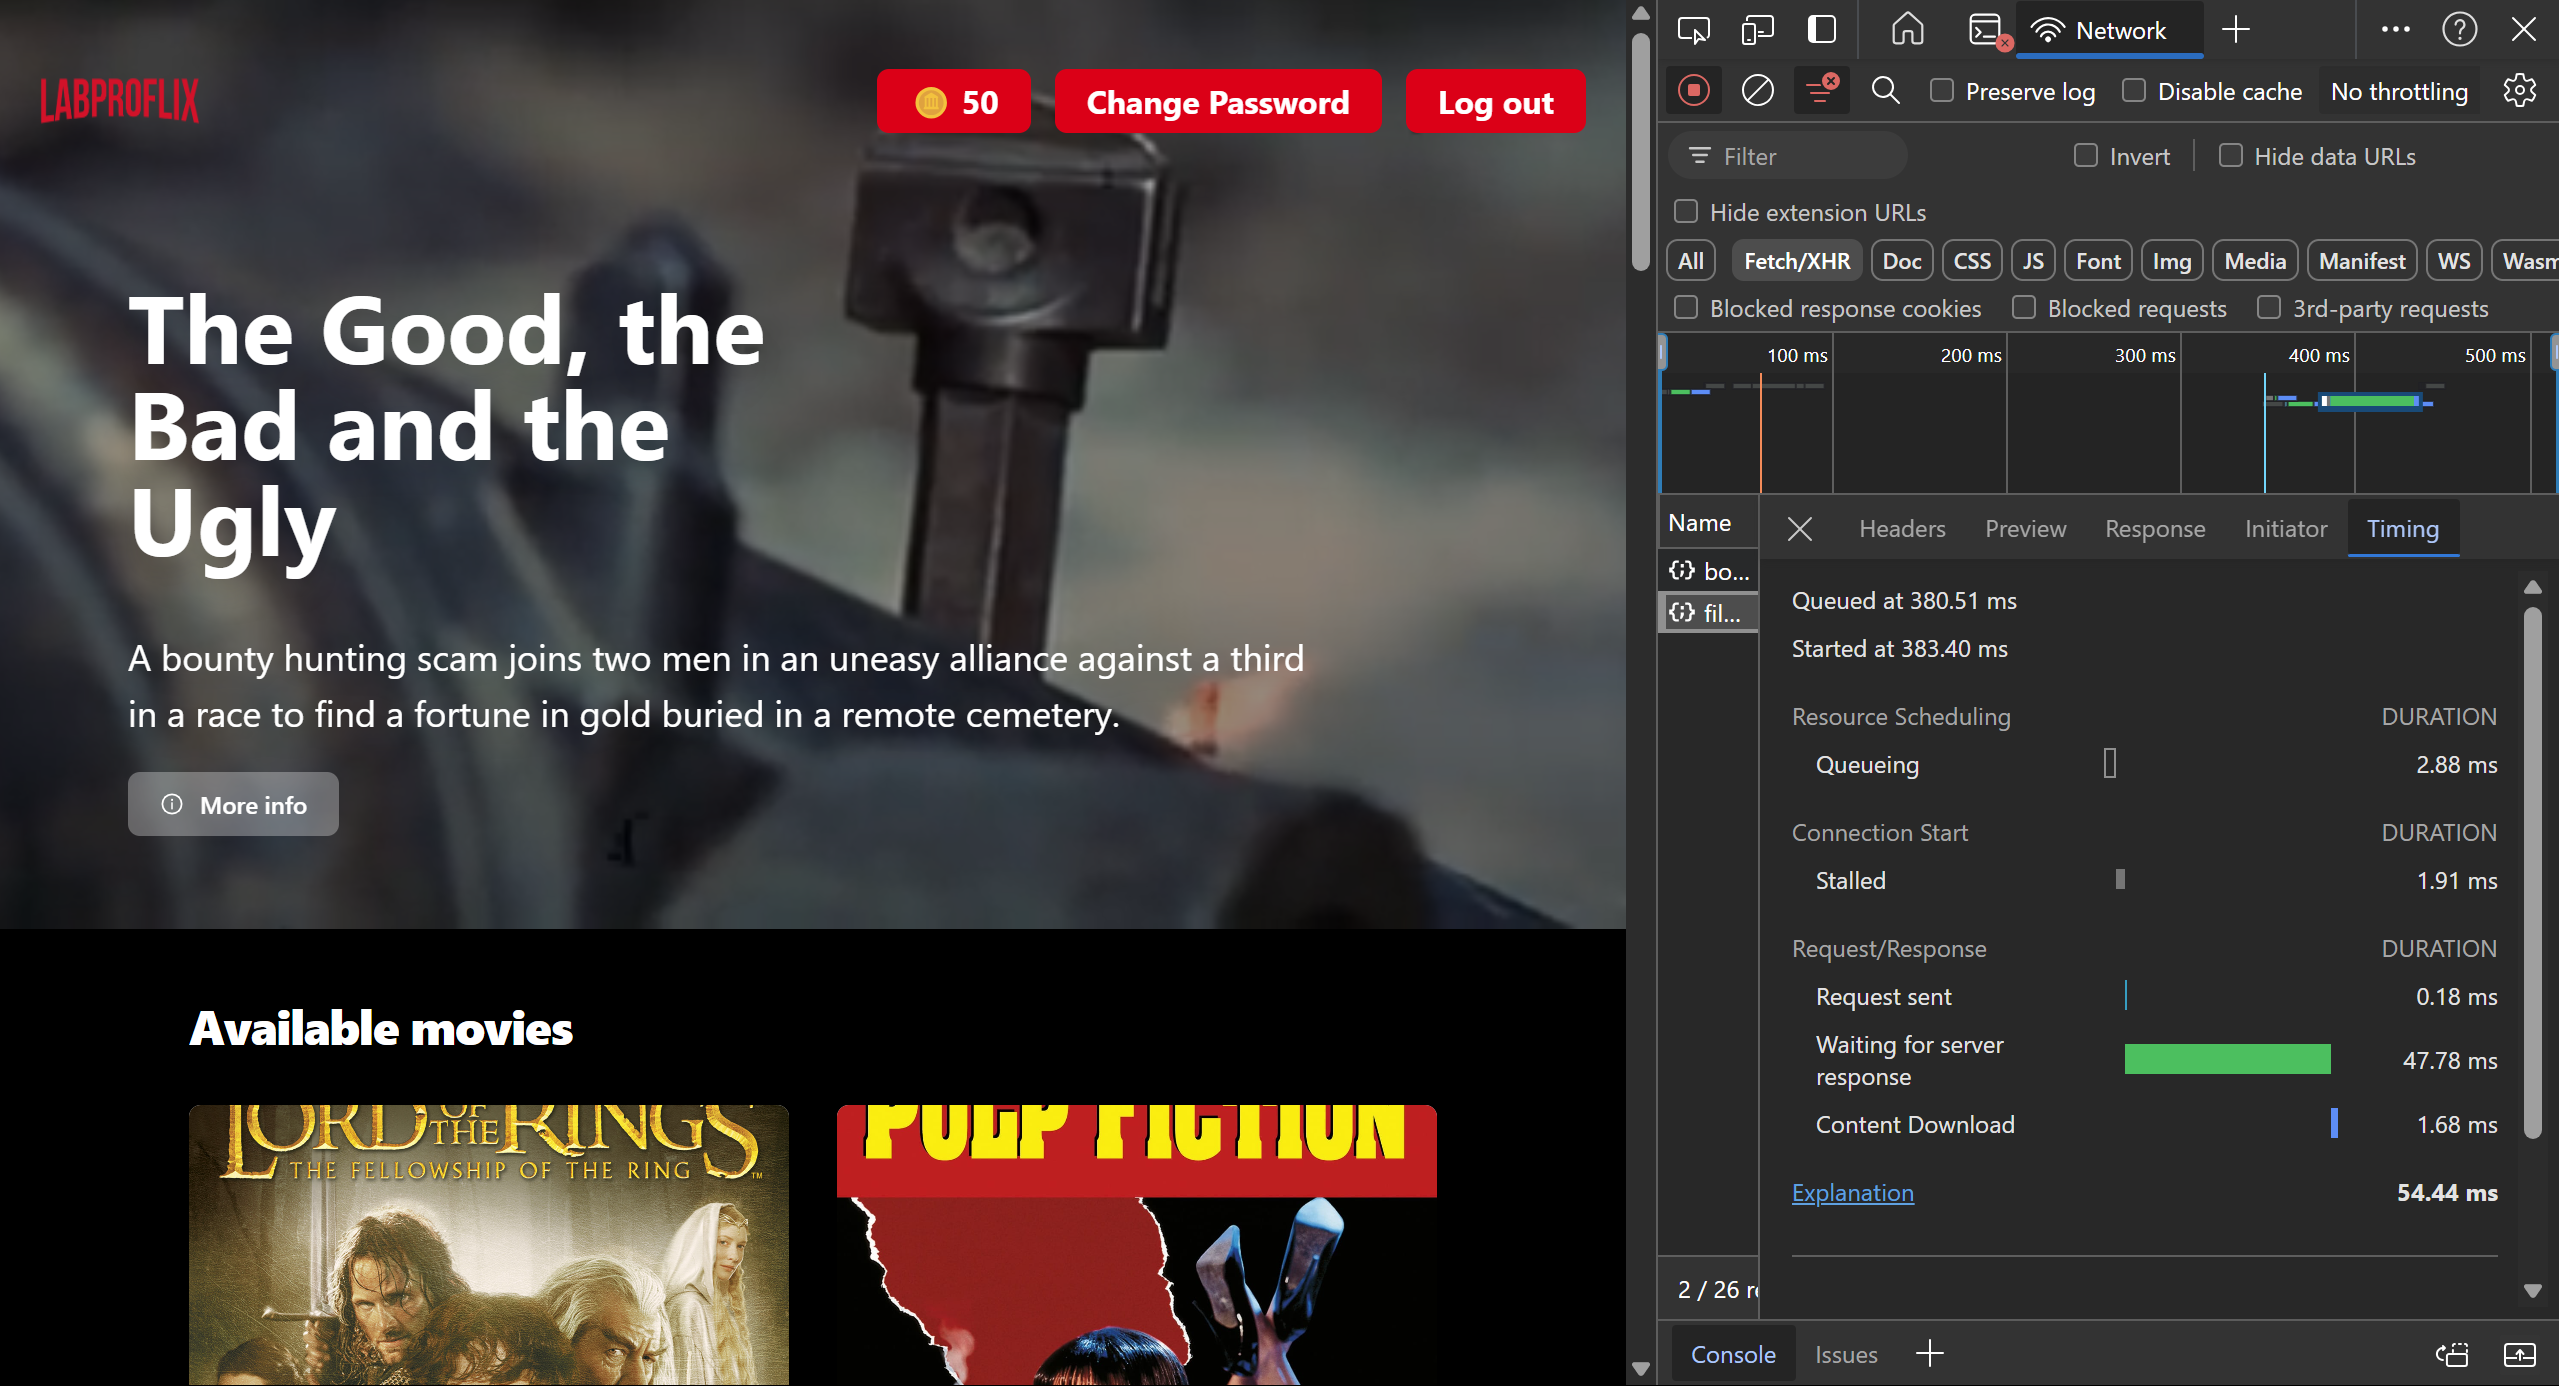 LABPROFLIX
50
Change Password
Log out
The Good, the
Bad and the
Ugly
A bounty hunting scam joins two men in an uneasy alliance against a third
in a race to find a fortune in gold buried in a remote cemetery.
More info
Available movies
LORD OF THE RINGS
THE FELLOWSHIP OF THE RING™
PULP FICTION
Network
Preserve log
Disable cache
No throttling
Filter
Invert
Hide data URLs
Hide extension URLs
All
Fetch/XHR
Doc
CSS
JS
Font
Img
Media
Manifest
WS
Wasm
Blocked response cookies
Blocked requests
3rd-party requests
100 ms
200 ms
300 ms
400 ms
500 ms
Name
bo...
fil...
2 / 26 re
Headers
Preview
Response
Initiator
Timing
Queued at 380.51 ms
Started at 383.40 ms
Resource Scheduling DURATION
Queueing 2.88 ms
Connection Start DURATION
Stalled 1.91 ms
Request/Response DURATION
Request sent 0.18 ms
Waiting for server
response 47.78 ms
Content Download 1.68 ms
Explanation 54.44 ms
Console
Issues